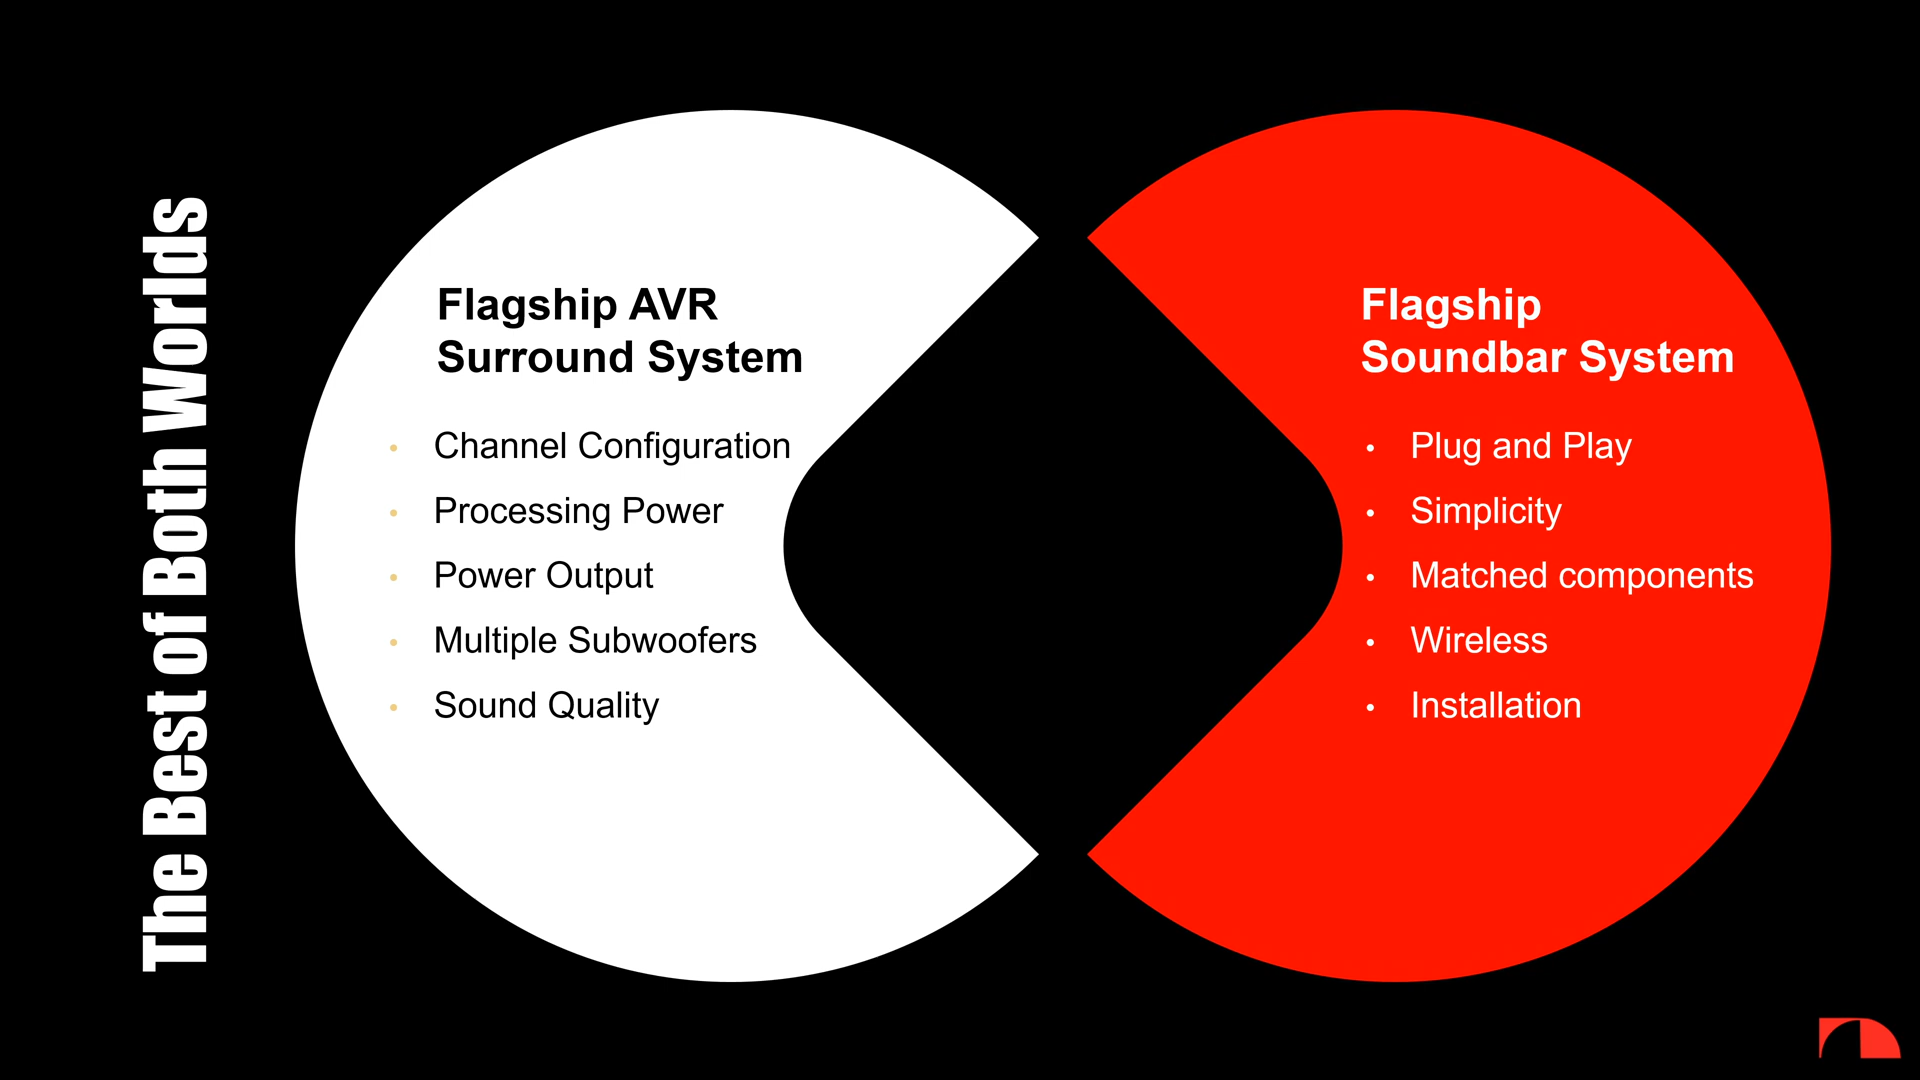 The Best of Both Worlds
Flagship AVR
Surround System
• Channel Configuration
• Processing Power
• Power Output
• Multiple Subwoofers
• Sound Quality
Flagship
Soundbar System
• Plug and Play
• Simplicity
• Matched components
• Wireless
• Installation